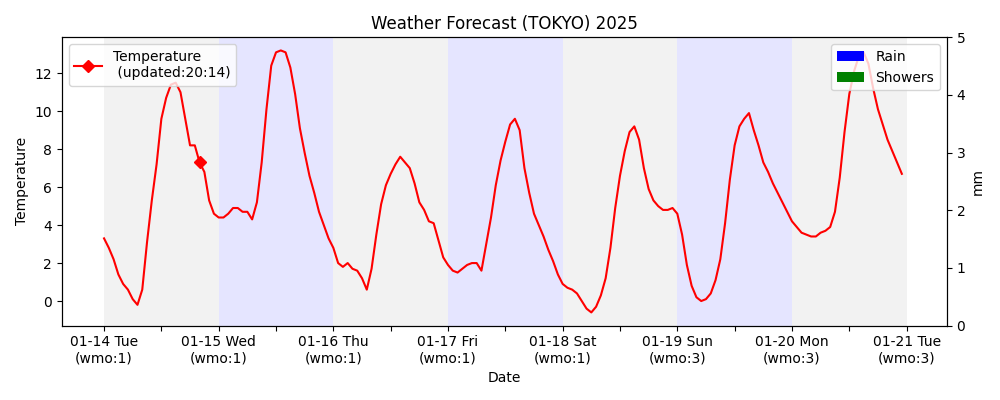 Weather Forecast (TOKYO) 2025
Temperature
(updated:20:14)
Rain
Showers
12
10
8
6
4
2
0
Temperature
5
4
3
2
1
0
mm
01-14 Tue
(wmo:1)
01-15 Wed
(wmo:1)
01-16 Thu
(wmo:1)
01-17 Fri
(wmo:1)
01-18 Sat
(wmo:1)
01-19 Sun
(wmo:3)
01-20 Mon
(wmo:3)
01-21 Tue
(wmo:3)
Date